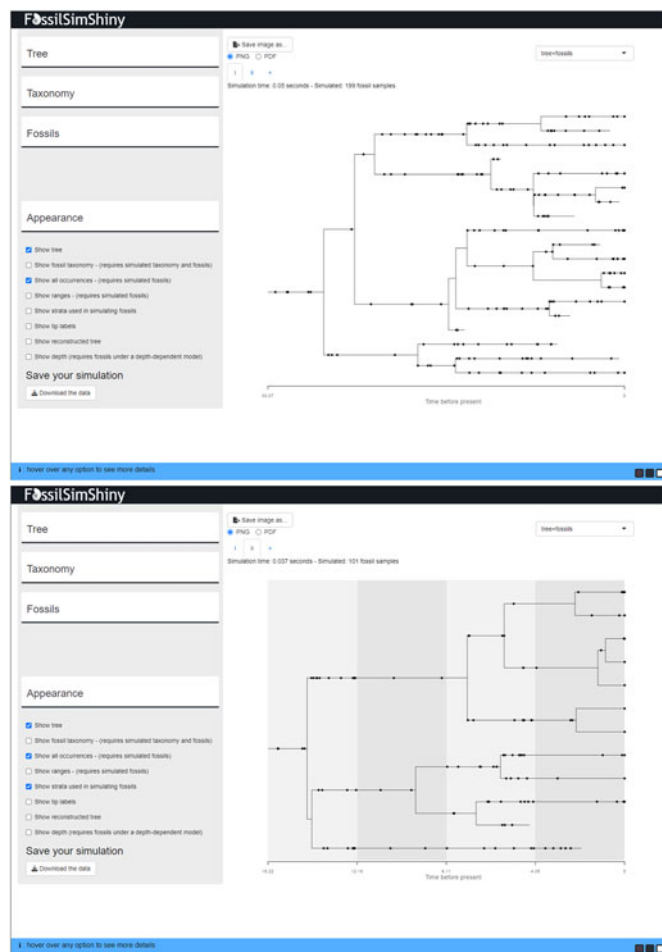 FossilSimShiny
Tree
Taxonomy
Fossils
Appearance
Show tree
Show fossil taxonomy - (requires simulated taxonomy and fossils)
Show all occurrences - (requires simulated fossils)
Show ranges - (requires simulated fossils)
Show strata used in simulating fossils
Show tip labels
Show reconstructed tree
Show depth (requires fossils under a depth-dependent model)
Save your simulation
Download the data
Save image as...
PNG PDF
Simulation time: 0.05 seconds - Simulated: 199 fossil samples
tree+fossils
0
Time before present
i : hover over any option to see more details
FossilSimShiny
Tree
Taxonomy
Fossils
Appearance
Show tree
Show fossil taxonomy - (requires simulated taxonomy and fossils)
Show all occurrences - (requires simulated fossils)
Show ranges - (requires simulated fossils)
Show strata used in simulating fossils
Show tip labels
Show reconstructed tree
Show depth (requires fossils under a depth-dependent model)
Save your simulation
Download the data
Save image as...
PNG PDF
Simulation time: 0.037 seconds - Simulated: 101 fossil samples
tree+fossils
0
Time before present
i : hover over any option to see more details